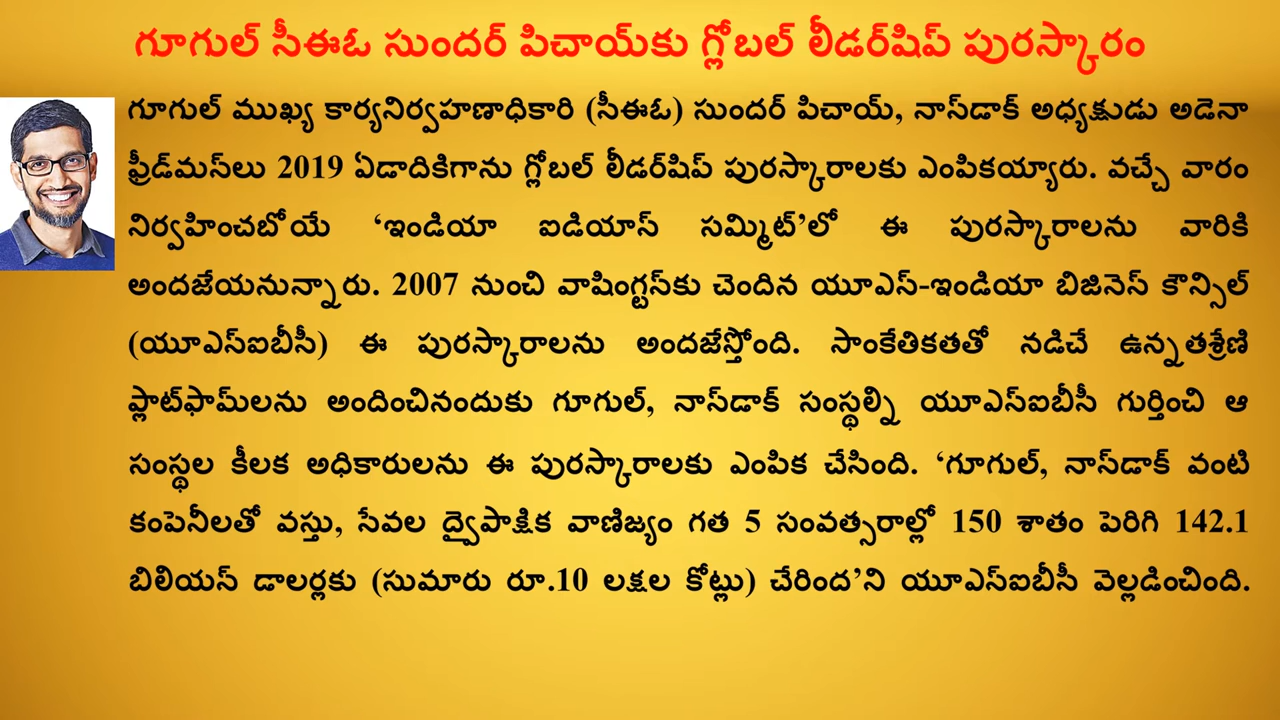 గూగుల్ సీఈఓ సుందర్ పిచాయ్‌కు గ్లోబల్ లీడర్‌షిప్ పురస్కారం
గూగుల్ ముఖ్య కార్యనిర్వహణాధికారి (సీఈఓ) సుందర్ పిచాయ్, నాస్‌డాక్ అధ్యక్షుడు అడెనా
ఫ్రీడ్‌మన్‌లు 2019 ఏడాదికిగాను గ్లోబల్ లీడర్‌షిప్ పురస్కారాలకు ఎంపికయ్యారు. వచ్చే వారం
నిర్వహించబోయే ‘ఇండియా ఐడియాస్ సమ్మిట్’లో ఈ పురస్కారాలను వారికి
అందజేయనున్నారు. 2007 నుంచి వాషింగ్టన్‌కు చెందిన యూఎస్-ఇండియా బిజినెస్ కౌన్సిల్
(యూఎస్ఐబీసీ) ఈ పురస్కారాలను అందజేస్తోంది. సాంకేతికతతో నడిచే ఉన్నతశ్రేణి
ప్లాట్‌ఫామ్‌లను అందించినందుకు గూగుల్, నాస్‌డాక్ సంస్థల్ని యూఎస్ఐబీసీ గుర్తించి ఆ
సంస్థల కీలక అధికారులను ఈ పురస్కారాలకు ఎంపిక చేసింది. ‘గూగుల్, నాస్‌డాక్ వంటి
కంపెనీలతో వస్తు, సేవల ద్వైపాక్షిక వాణిజ్యం గత 5 సంవత్సరాల్లో 150 శాతం పెరిగి 142.1
బిలియన్ డాలర్లకు (సుమారు రూ.10 లక్షల కోట్లు) చేరింద’ని యూఎస్ఐబీసీ వెల్లడించింది.